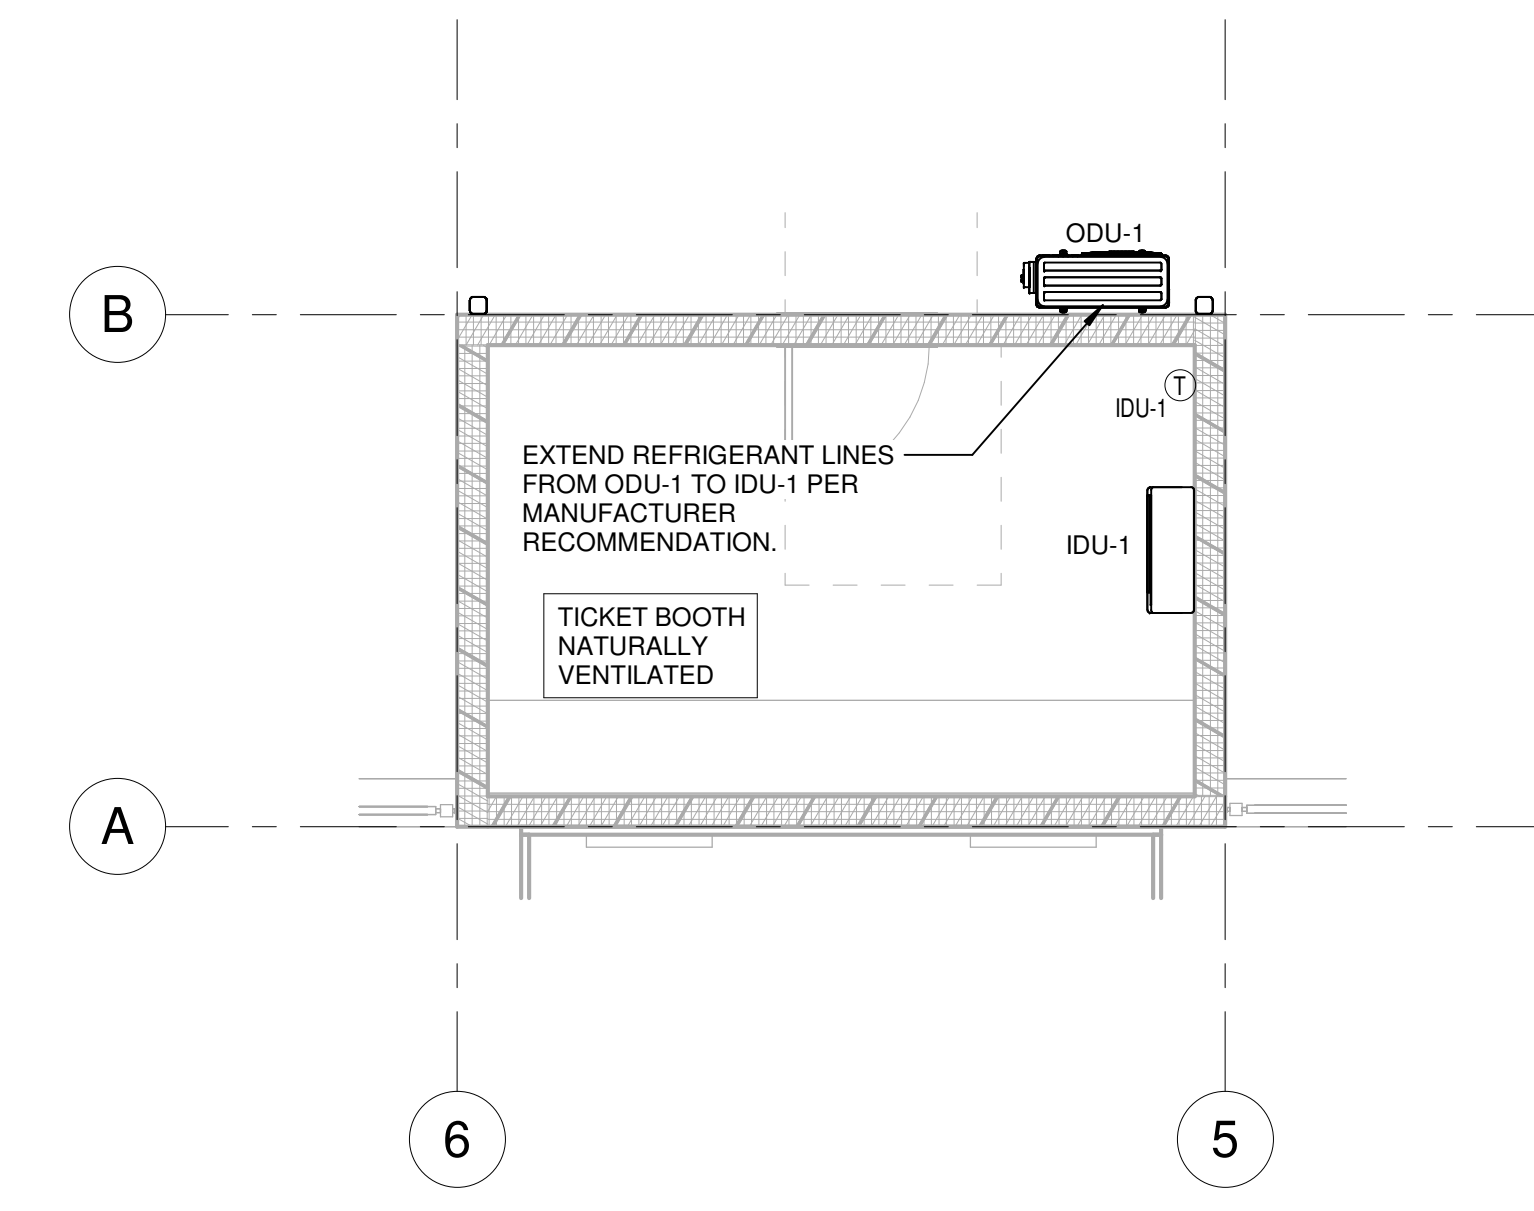 ODU-1
B
T
IDU-1
EXTEND REFRIGERANT LINES
FROM ODU-1 TO IDU-1 PER
MANUFACTURER
RECOMMENDATION.
IDU-1
TICKET BOOTH
NATURALLY
VENTILATED
A
6
5